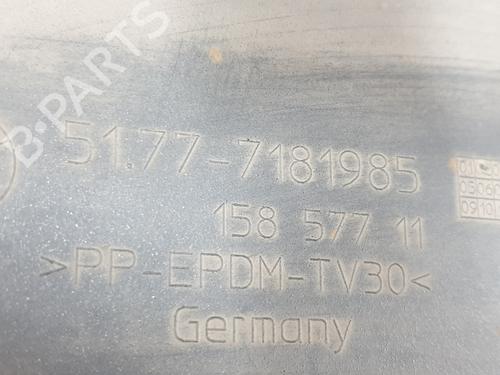 B-PARTS
51.77-7181985
158 577 11
>PP-EPDM-TV30<
Germany